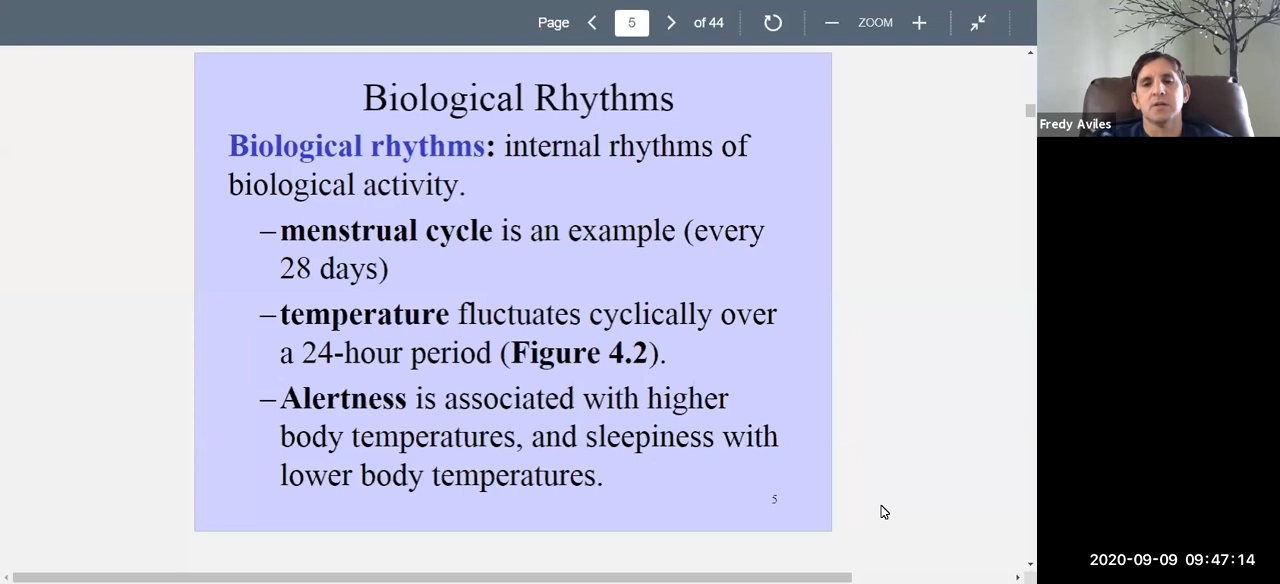 Page 5 of 44 ZOOM
Biological Rhythms
Biological rhythms: internal rhythms of
biological activity.
–menstrual cycle is an example (every
28 days)
–temperature fluctuates cyclically over
a 24-hour period (Figure 4.2).
–Alertness is associated with higher
body temperatures, and sleepiness with
lower body temperatures.
5
Fredy Aviles
2020-09-09 09:47:14